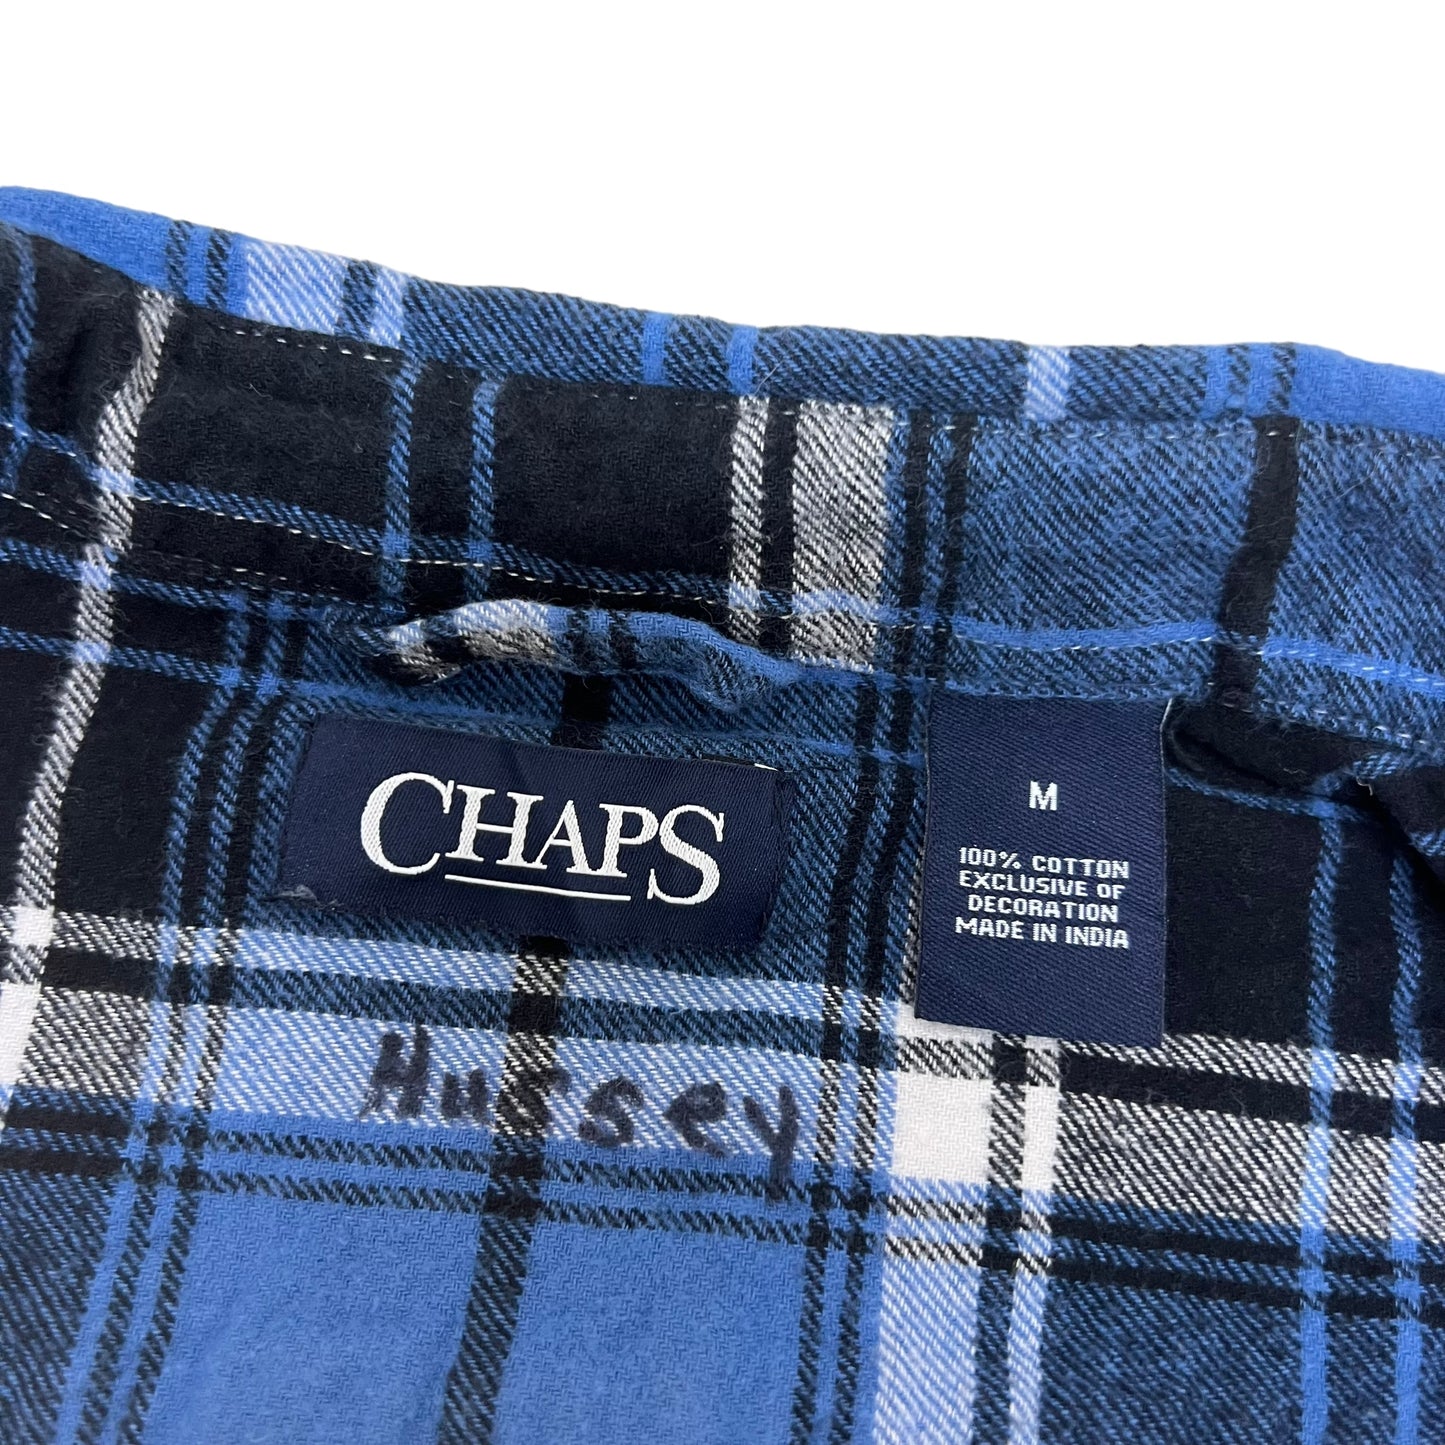 CHAPS
M
100% COTTON
EXCLUSIVE OF
DECORATION
MADE IN INDIA
Hussey